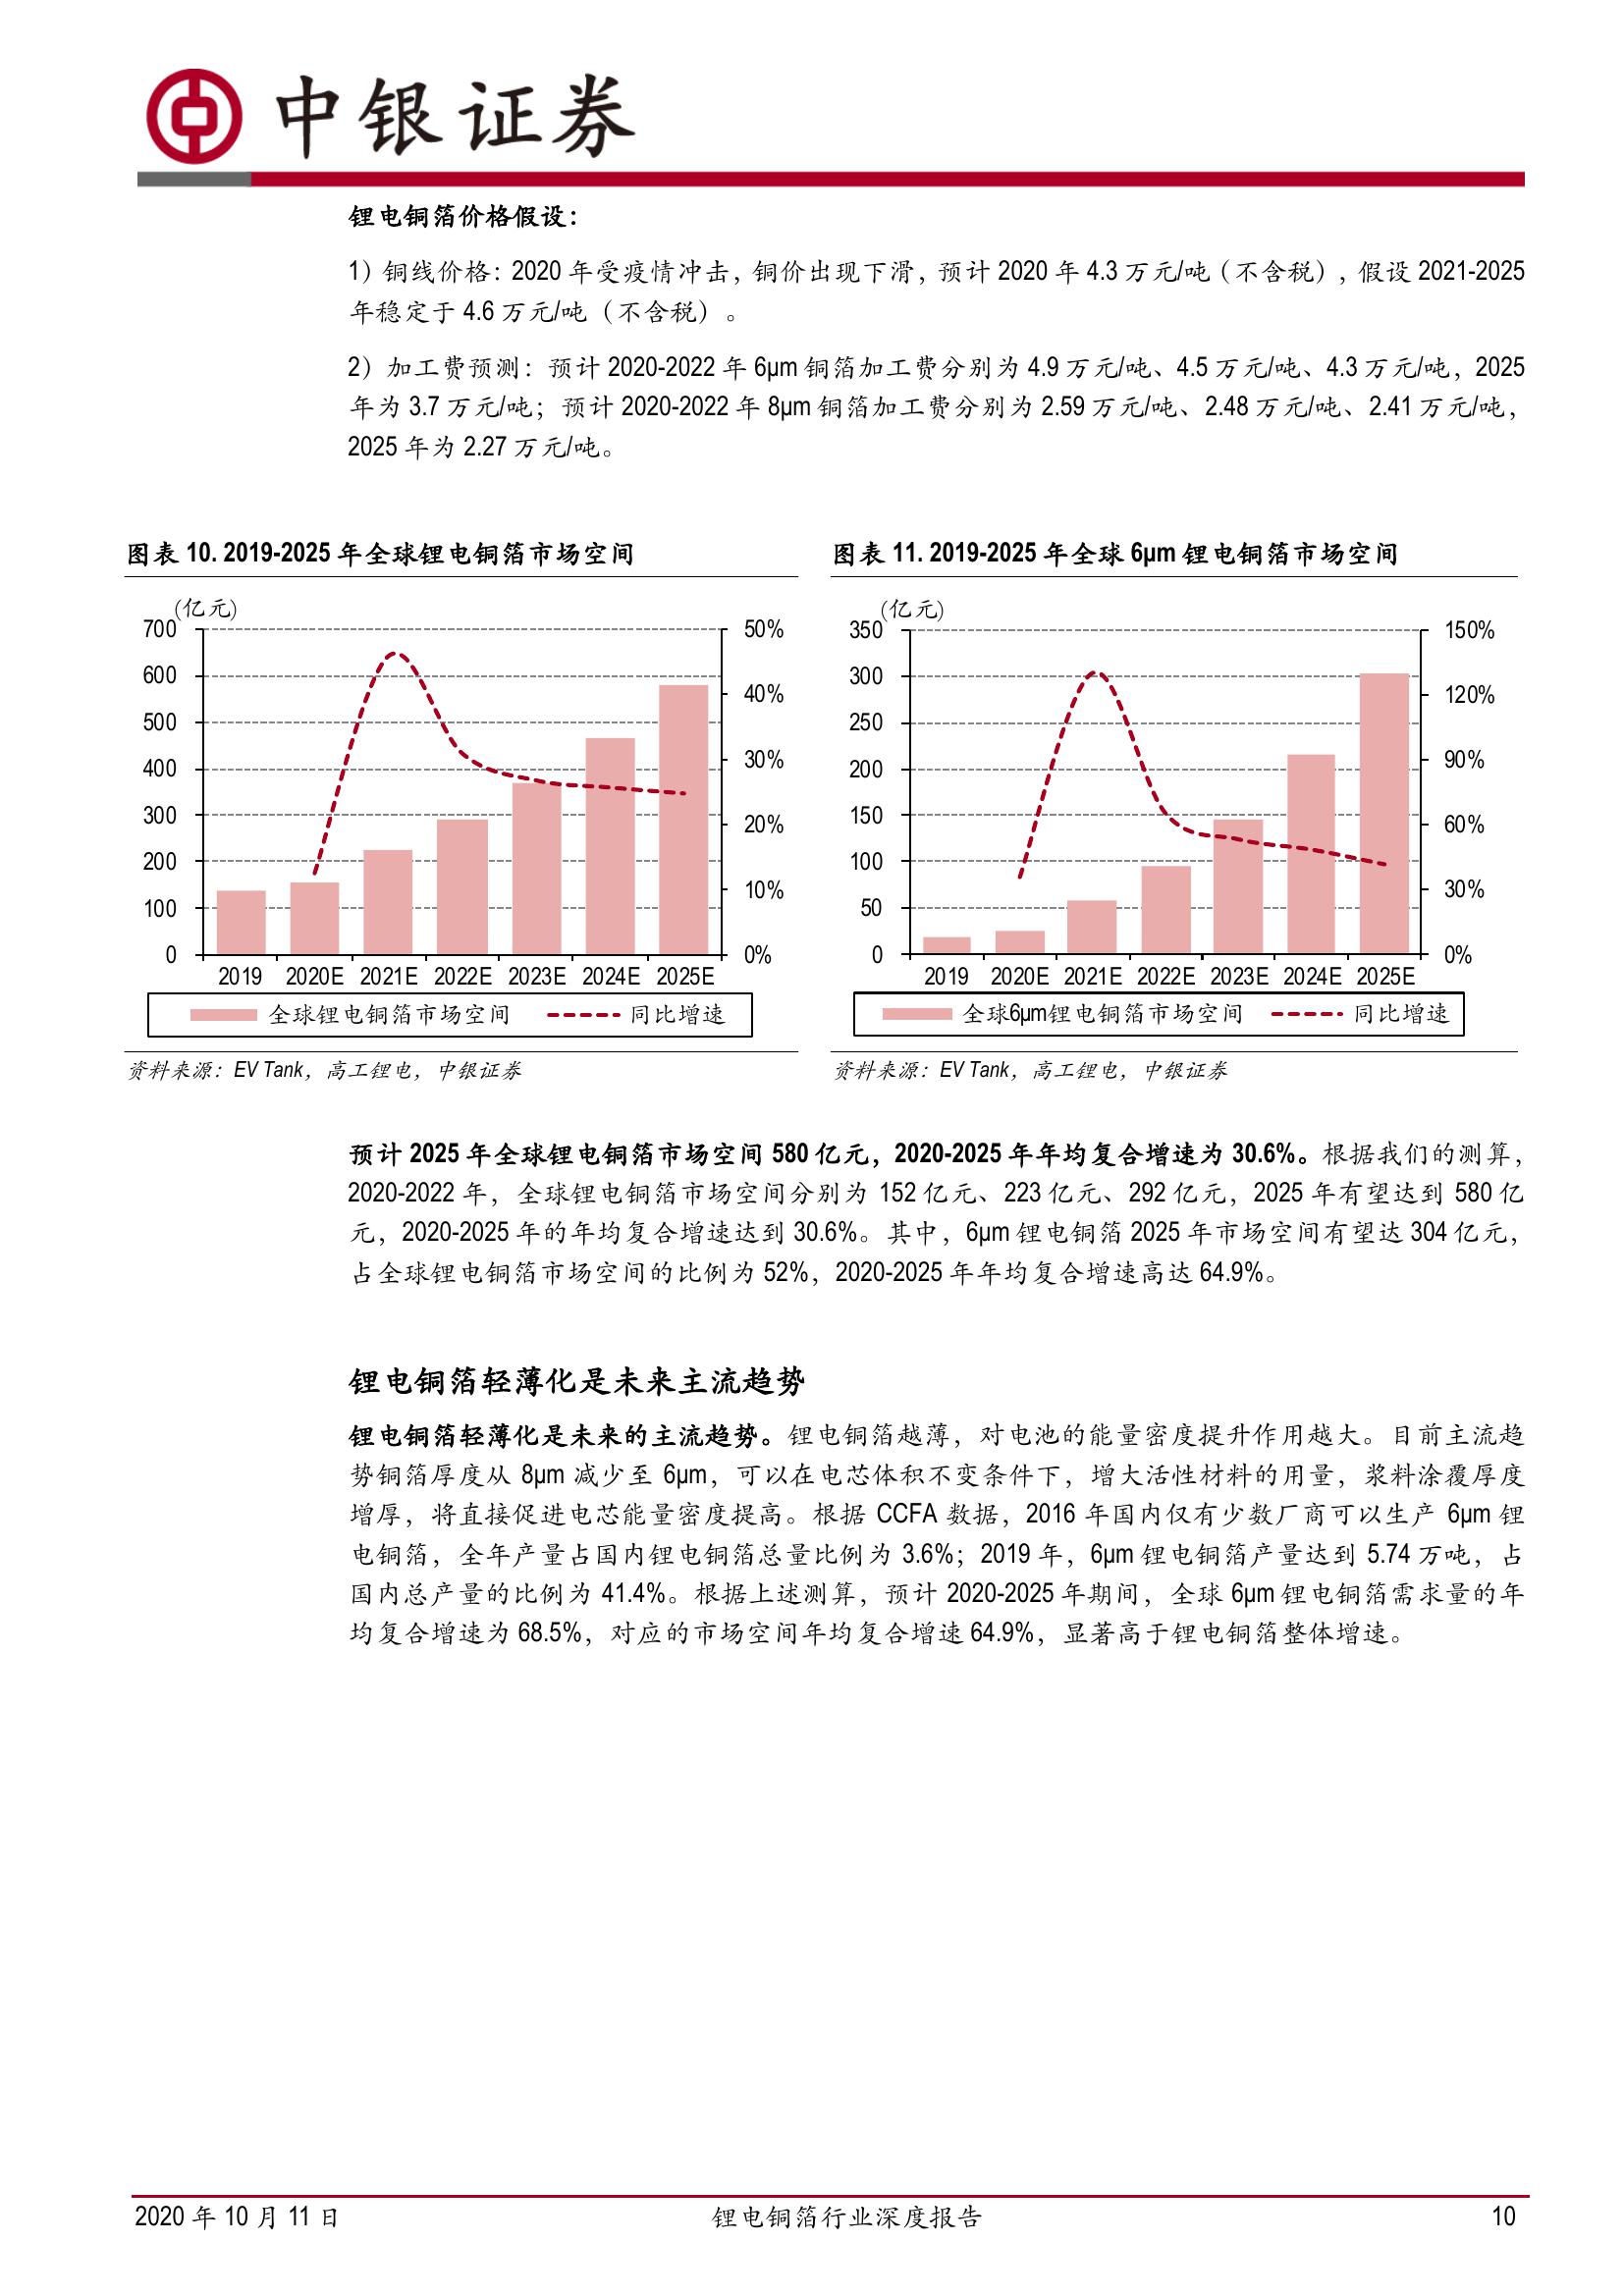 中银证券
锂电铜箔价格假设：
1）铜线价格：2020 年受疫情冲击，铜价出现下滑，预计 2020 年 4.3 万元/吨（不含税），假设 2021-2025
年稳定于 4.6 万元/吨（不含税）。
2）加工费预测：预计 2020-2022 年 6μm 铜箔加工费分别为 4.9 万元/吨、4.5 万元/吨、4.3 万元/吨，2025
年为 3.7 万元/吨；预计 2020-2022 年 8μm 铜箔加工费分别为 2.59 万元/吨、2.48 万元/吨、2.41 万元/吨，
2025 年为 2.27 万元/吨。
图表 10. 2019-2025 年全球锂电铜箔市场空间
(亿元)
700
600
500
400
300
200
100
0
50%
40%
30%
20%
10%
0%
2019 2020E 2021E 2022E 2023E 2024E 2025E
全球锂电铜箔市场空间 同比增速
资料来源：EV Tank，高工锂电，中银证券
图表 11. 2019-2025 年全球 6μm 锂电铜箔市场空间
(亿元)
350
300
250
200
150
100
50
0
150%
120%
90%
60%
30%
0%
2019 2020E 2021E 2022E 2023E 2024E 2025E
全球6μm锂电铜箔市场空间 同比增速
资料来源：EV Tank，高工锂电，中银证券
预计 2025 年全球锂电铜箔市场空间 580 亿元，2020-2025 年年均复合增速为 30.6%。根据我们的测算，
2020-2022 年，全球锂电铜箔市场空间分别为 152 亿元、223 亿元、292 亿元，2025 年有望达到 580 亿
元，2020-2025 年的年均复合增速达到 30.6%。其中，6μm 锂电铜箔 2025 年市场空间有望达 304 亿元，
占全球锂电铜箔市场空间的比例为 52%，2020-2025 年年均复合增速高达 64.9%。
锂电铜箔轻薄化是未来主流趋势
锂电铜箔轻薄化是未来的主流趋势。锂电铜箔越薄，对电池的能量密度提升作用越大。目前主流趋
势铜箔厚度从 8μm 减少至 6μm，可以在电芯体积不变条件下，增大活性材料的用量，浆料涂覆厚度
增厚，将直接促进电芯能量密度提高。根据 CCFA 数据，2016 年国内仅有少数厂商可以生产 6μm 锂
电铜箔，全年产量占国内锂电铜箔总量比例为 3.6%；2019 年，6μm 锂电铜箔产量达到 5.74 万吨，占
国内总产量的比例为 41.4%。根据上述测算，预计 2020-2025 年期间，全球 6μm 锂电铜箔需求量的年
均复合增速为 68.5%，对应的市场空间年均复合增速 64.9%，显著高于锂电铜箔整体增速。
2020 年 10 月 11 日 锂电铜箔行业深度报告 10